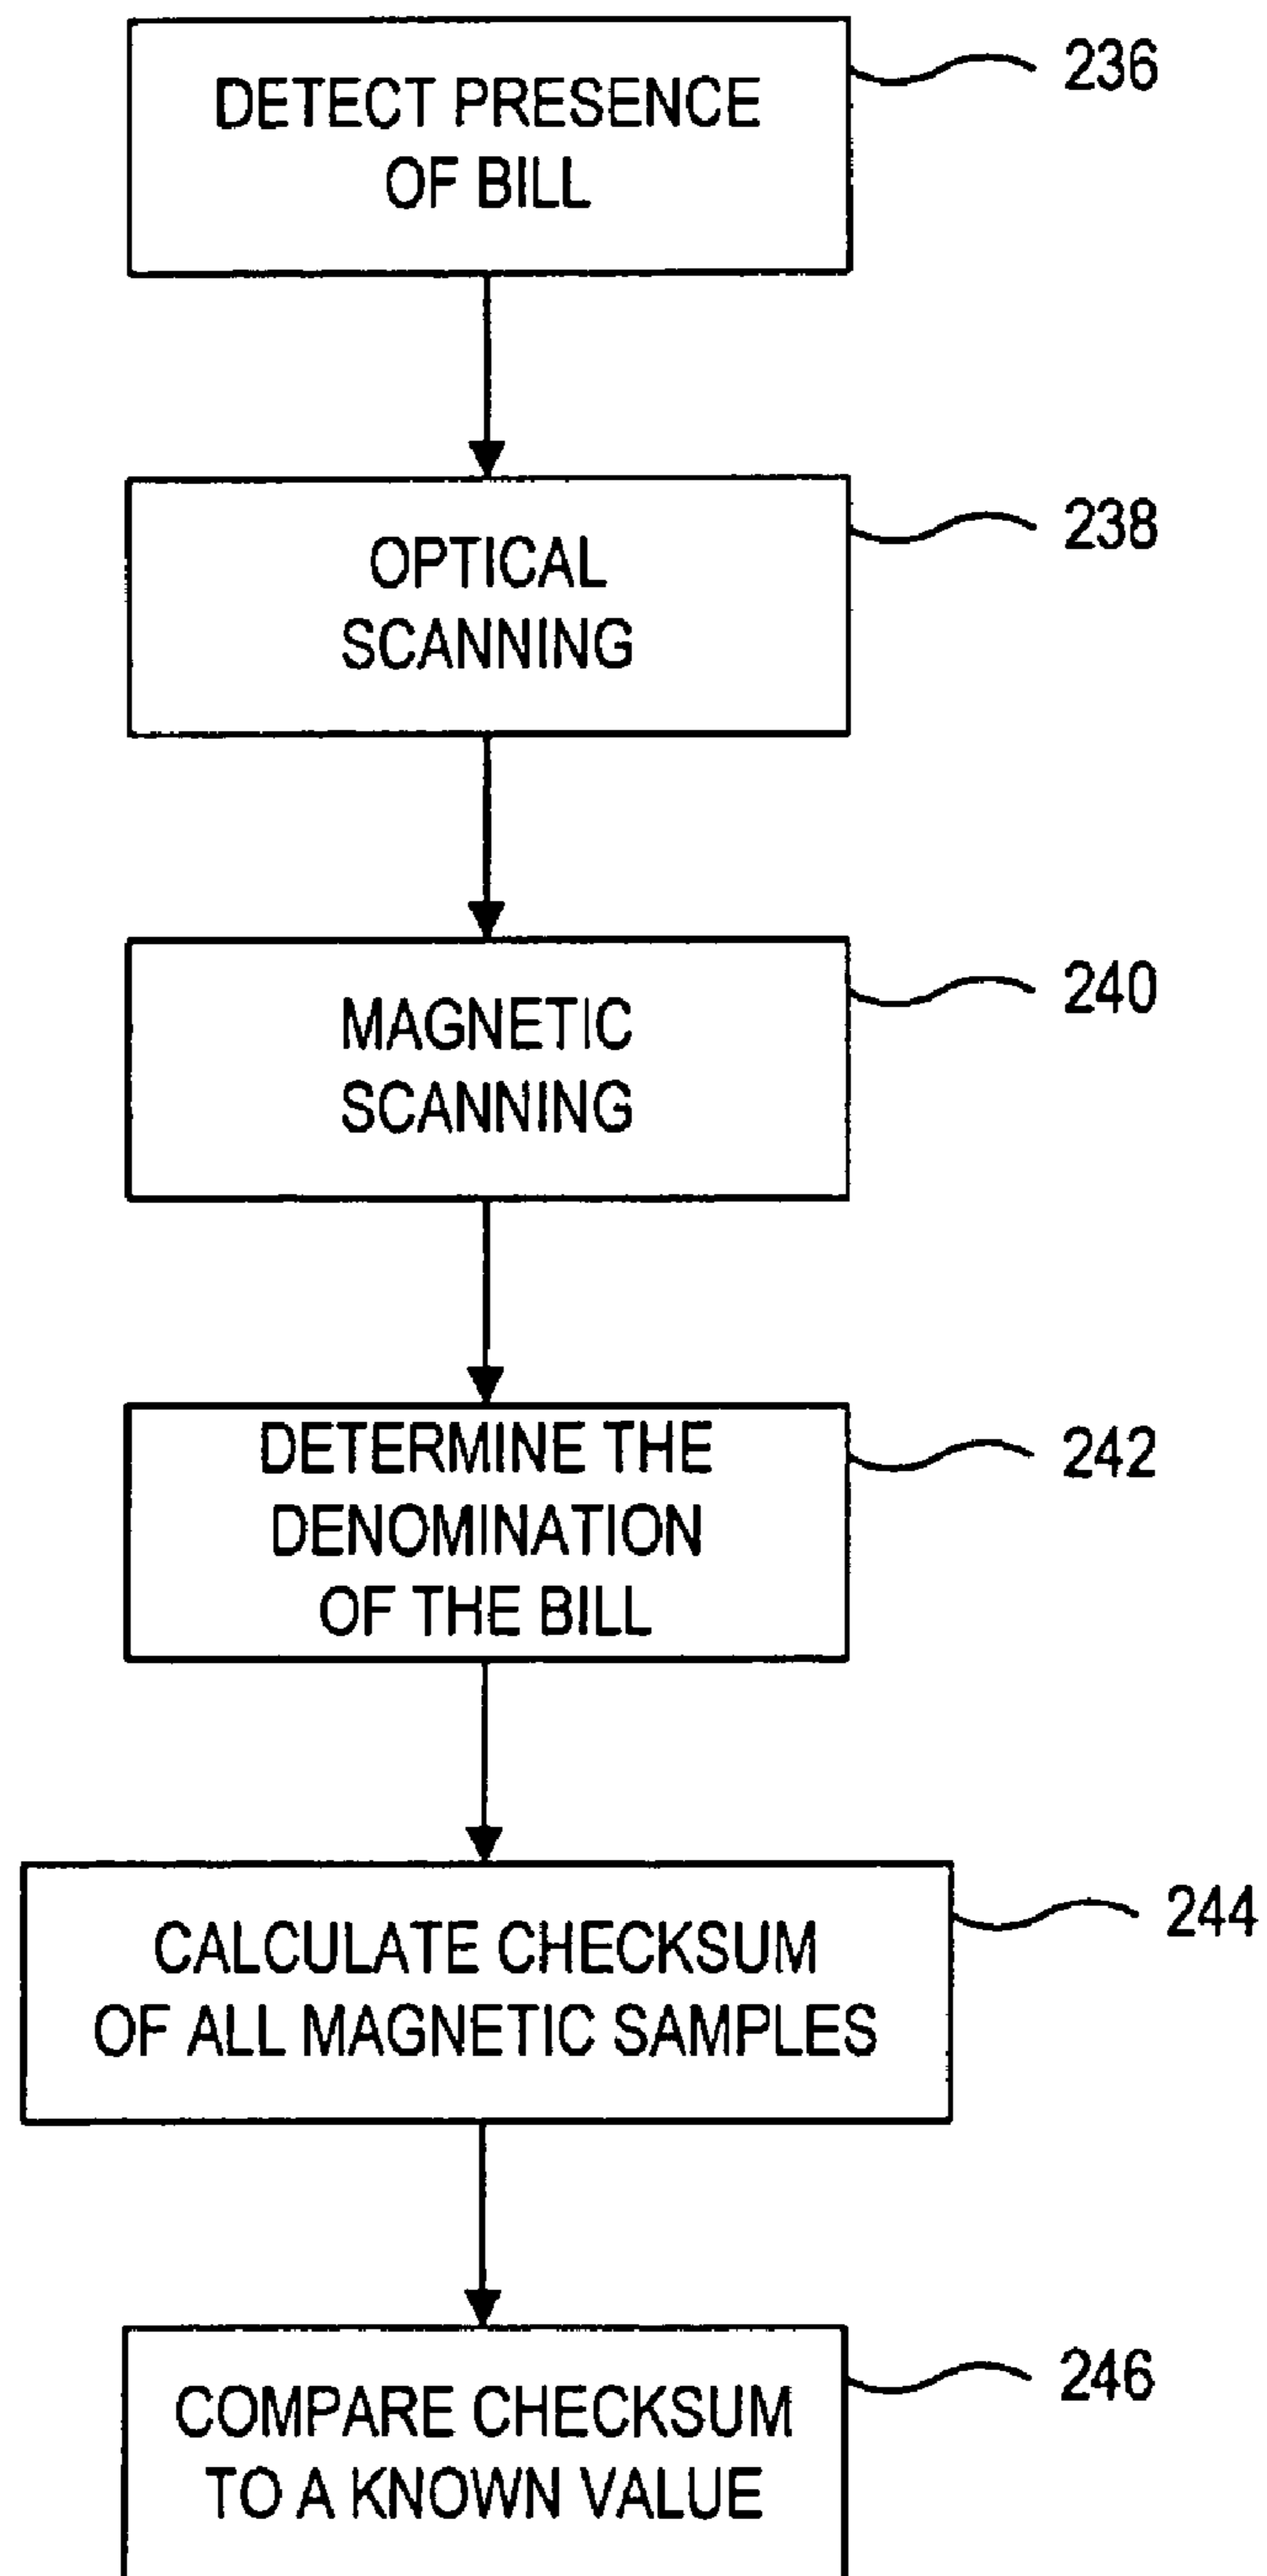 DETECT PRESENCE
OF BILL
236
OPTICAL
SCANNING
238
MAGNETIC
SCANNING
240
DETERMINE THE
DENOMINATION
OF THE BILL
242
CALCULATE CHECKSUM
OF ALL MAGNETIC SAMPLES
244
COMPARE CHECKSUM
TO A KNOWN VALUE
246